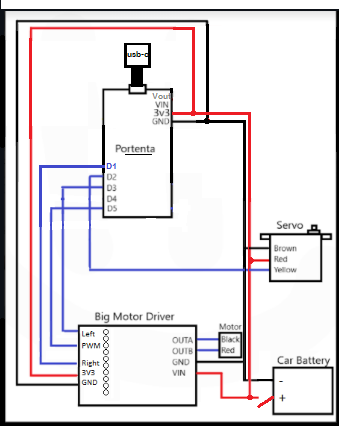 usb-c
Vout
VIN
3v3
GND
Portenta
D1
D2
D3
D4
D5
Servo
Brown
Red
Yellow
Big Motor Driver
Left
PWM
Right
3V3
GND
OUTA
OUTB
GND
VIN
Motor
Black
Red
Car Battery
-
+